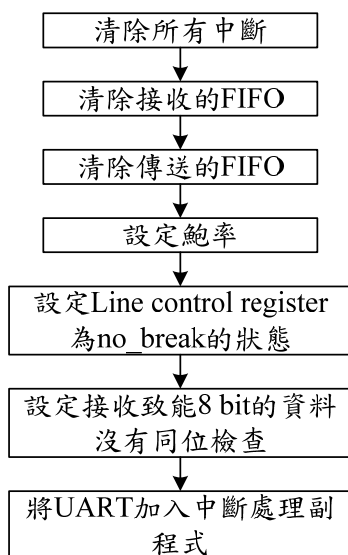 清除所有中斷
清除接收的FIFO
清除傳送的FIFO
設定鮑率
設定Line control register
為no_break的狀態
設定接收致能8 bit的資料
沒有同位檢查
將UART加入中斷處理副
程式